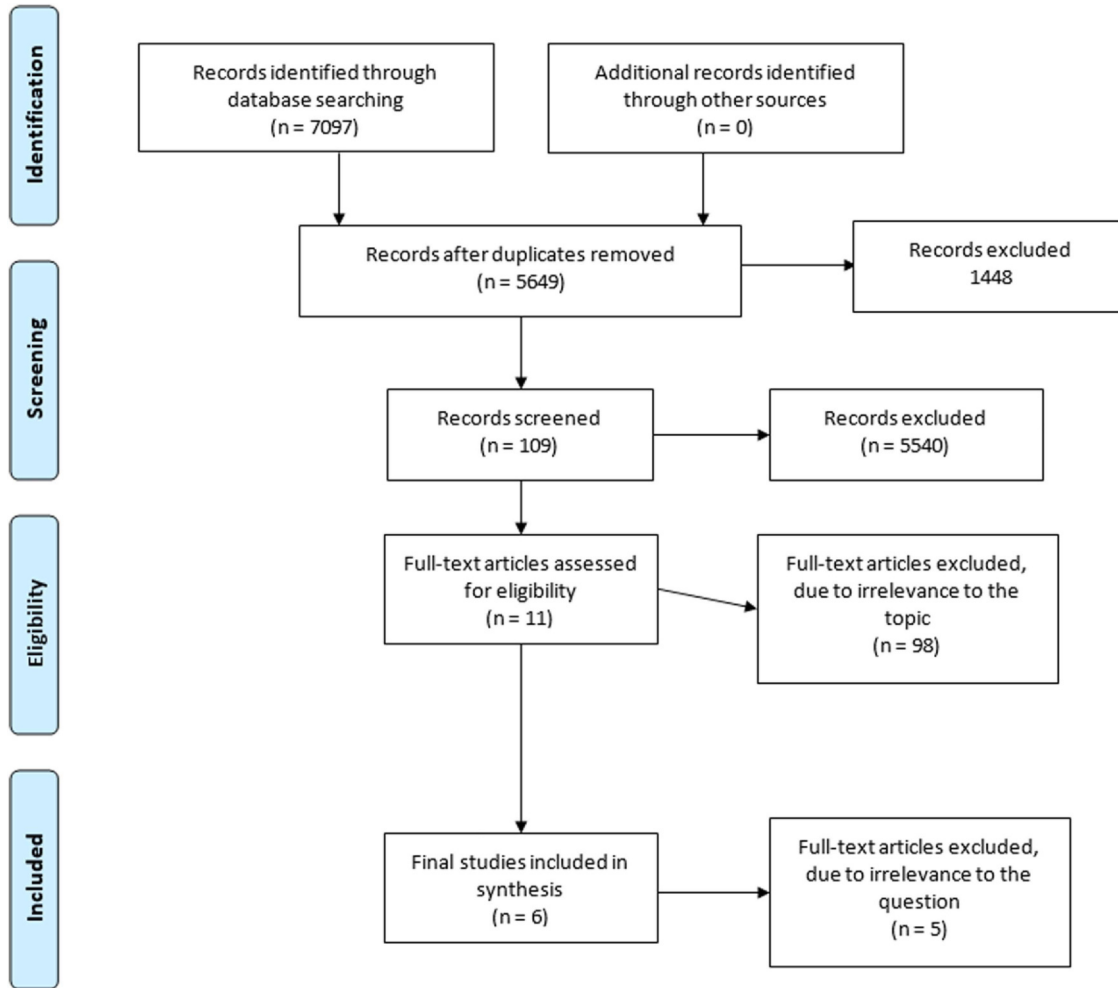 Identification
Records identified through
database searching
(n = 7097)
Additional records identified
through other sources
(n = 0)
Records after duplicates removed
(n = 5649)
Records excluded
1448
Screening
Records screened
(n = 109)
Records excluded
(n = 5540)
Eligibility
Full-text articles assessed
for eligibility
(n = 11)
Full-text articles excluded,
due to irrelevance to the
topic
(n = 98)
Included
Final studies included in
synthesis
(n = 6)
Full-text articles excluded,
due to irrelevance to the
question
(n = 5)